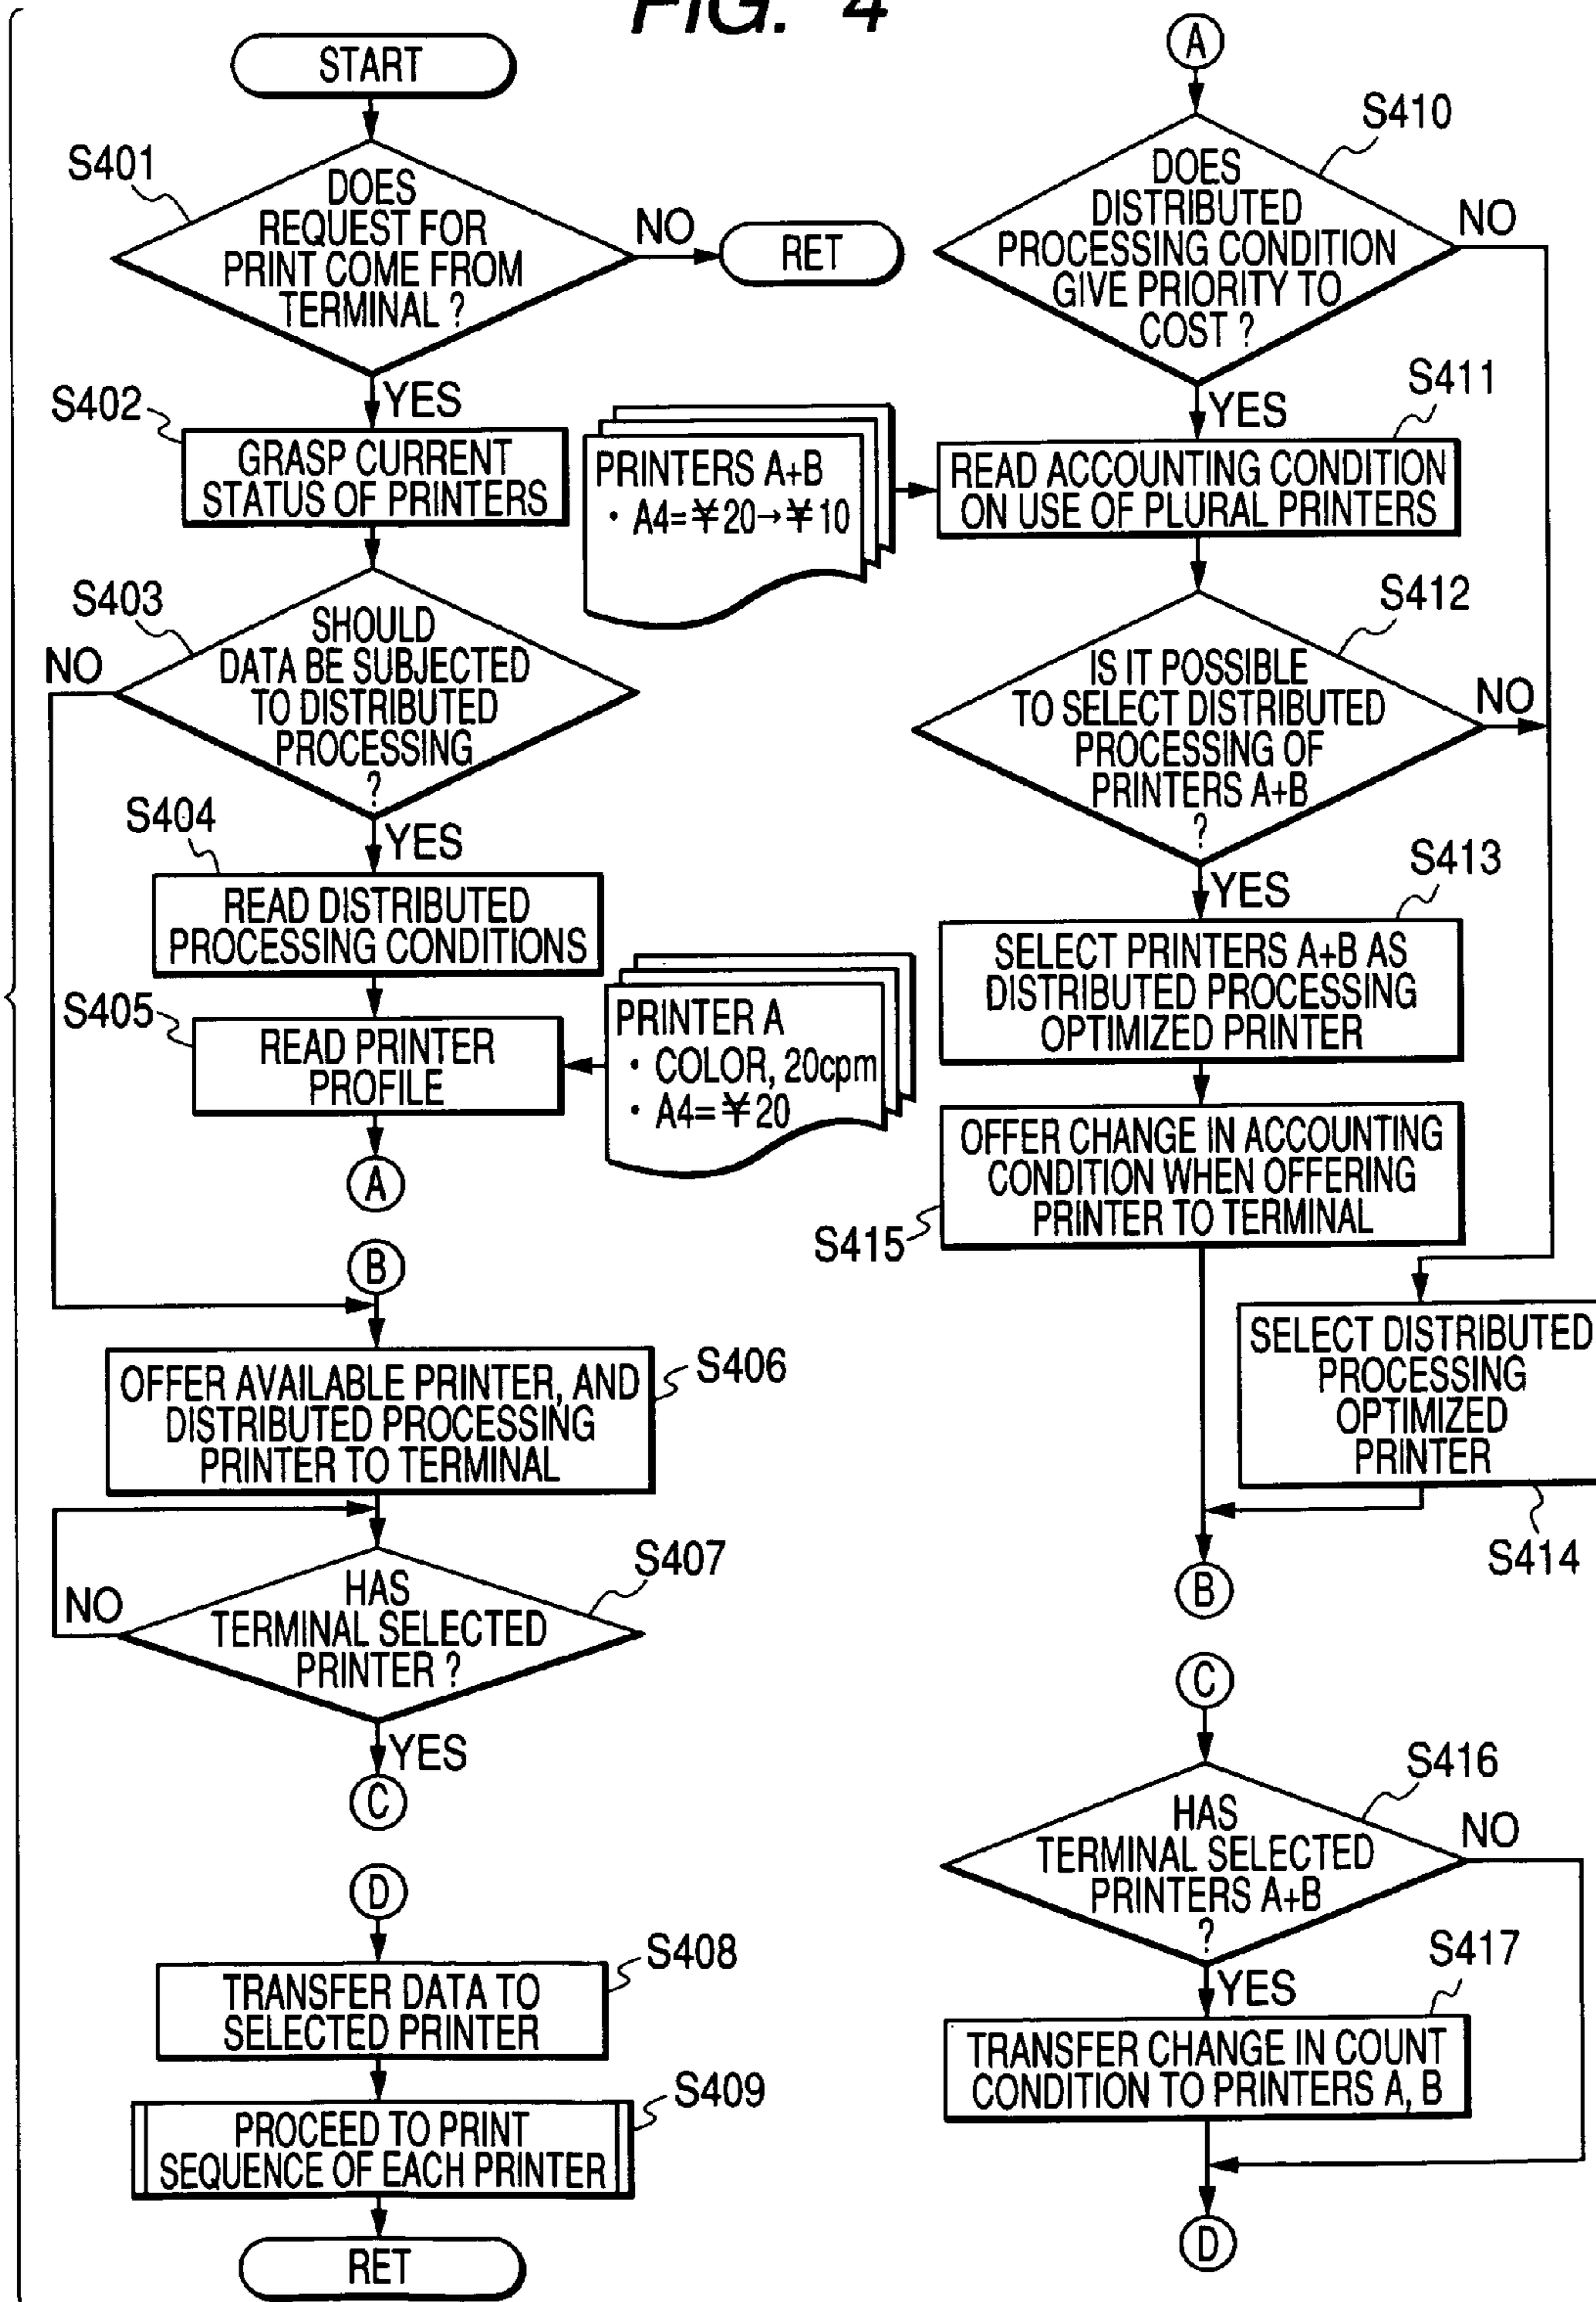 FIG. 4
START
S401
DOES
REQUEST FOR
PRINT COME FROM
TERMINAL ?
NO
RET
YES
S402
GRASP CURRENT
STATUS OF PRINTERS
S403
SHOULD
DATA BE SUBJECTED
TO DISTRIBUTED
PROCESSING
?
NO
YES
S404
READ DISTRIBUTED
PROCESSING CONDITIONS
S405
READ PRINTER
PROFILE
PRINTER A
· COLOR, 20cpm
· A4=¥20
A
B
S406
OFFER AVAILABLE PRINTER, AND
DISTRIBUTED PROCESSING
PRINTER TO TERMINAL
S407
HAS
TERMINAL SELECTED
PRINTER ?
NO
YES
C
D
S408
TRANSFER DATA TO
SELECTED PRINTER
S409
PROCEED TO PRINT
SEQUENCE OF EACH PRINTER
RET
A
S410
DOES
DISTRIBUTED
PROCESSING CONDITION
GIVE PRIORITY TO
COST ?
NO
YES
S411
PRINTERS A+B
· A4=¥20→¥10
READ ACCOUNTING CONDITION
ON USE OF PLURAL PRINTERS
S412
IS IT POSSIBLE
TO SELECT DISTRIBUTED
PROCESSING OF
PRINTERS A+B
?
NO
YES
S413
SELECT PRINTERS A+B AS
DISTRIBUTED PROCESSING
OPTIMIZED PRINTER
OFFER CHANGE IN ACCOUNTING
CONDITION WHEN OFFERING
PRINTER TO TERMINAL
S415
SELECT DISTRIBUTED
PROCESSING
OPTIMIZED
PRINTER
S414
B
C
S416
HAS
TERMINAL SELECTED
PRINTERS A+B
?
NO
YES
S417
TRANSFER CHANGE IN COUNT
CONDITION TO PRINTERS A, B
D